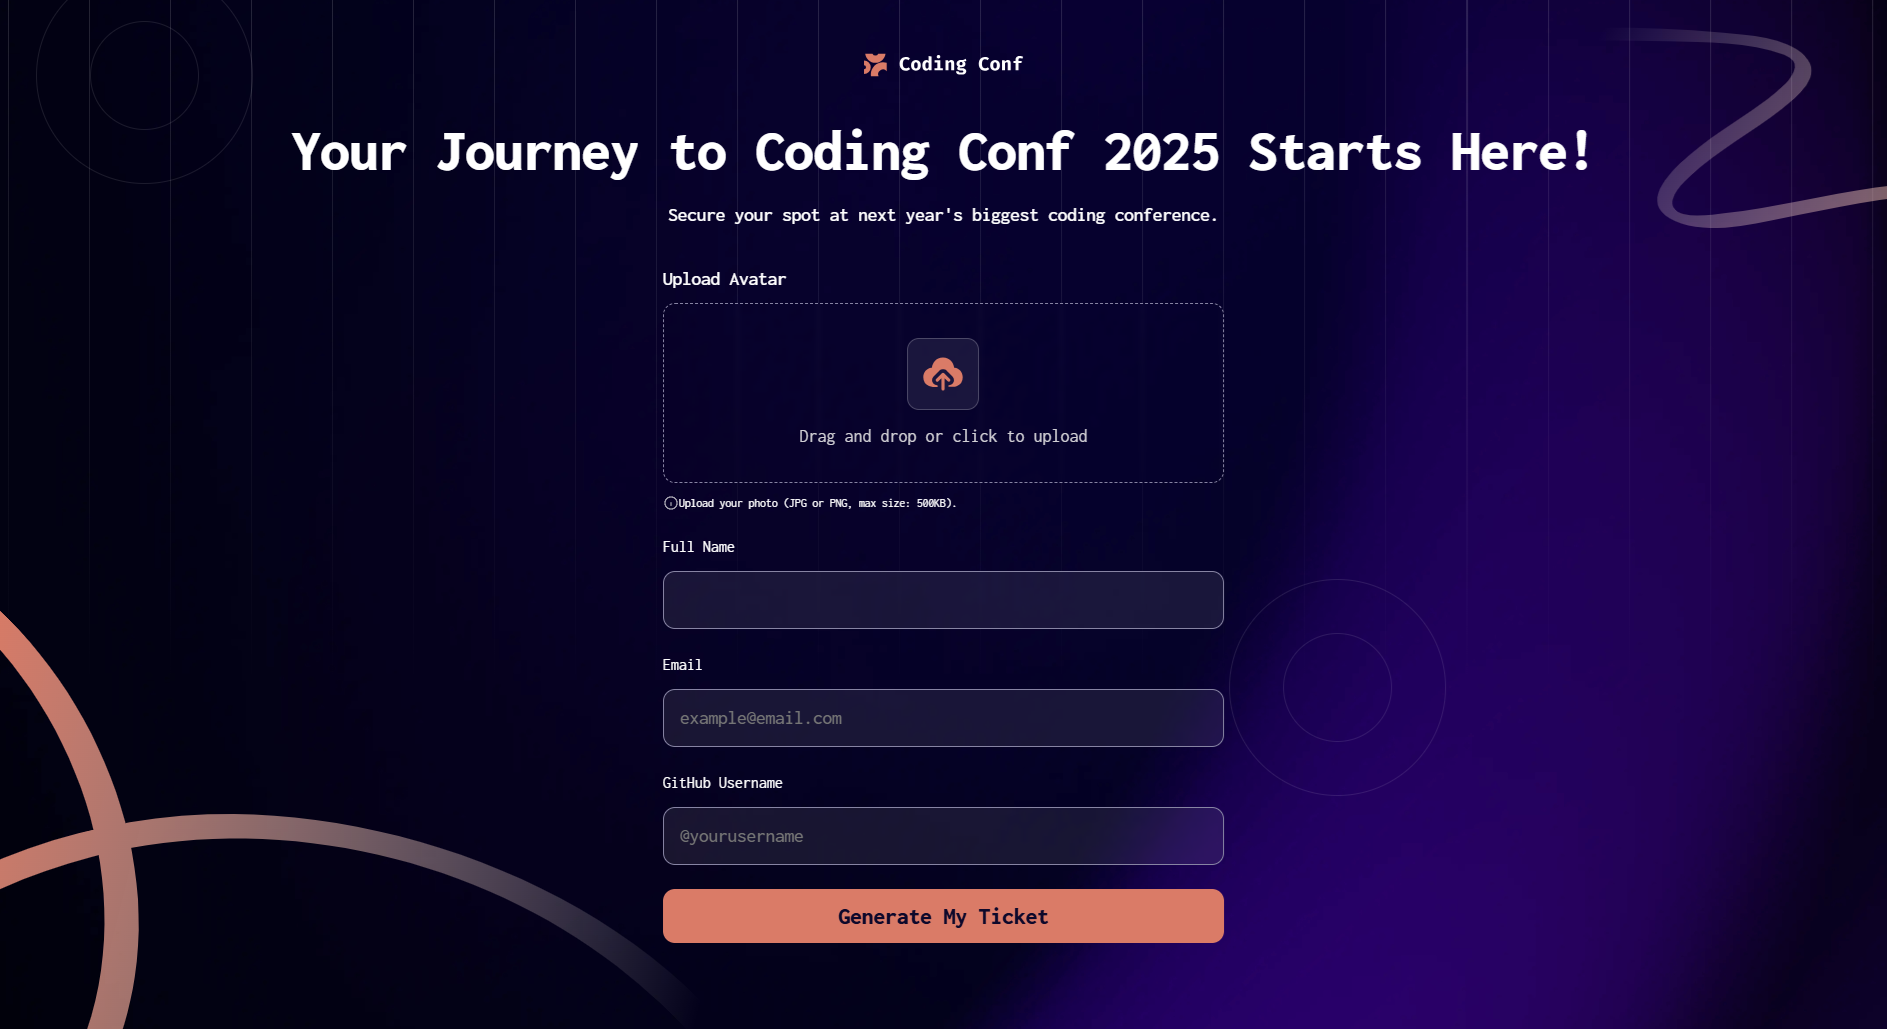 Coding Conf
Your Journey to Coding Conf 2025 Starts Here!
Secure your spot at next year's biggest coding conference.
Upload Avatar
Drag and drop or click to upload
Upload your photo (JPG or PNG, max size: 500KB).
Full Name
Email
example@email.com
GitHub Username
@yourusername
Generate My Ticket